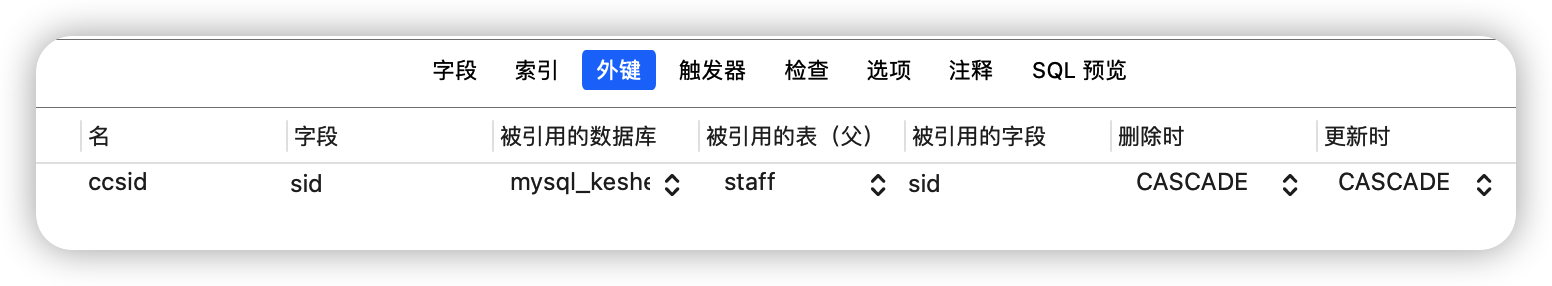 字段 索引 外键 触发器 检查 选项 注释 SQL 预览
名 字段 被引用的数据库 被引用的表（父） 被引用的字段 删除时 更新时
ccsid sid mysql_keshe staff sid CASCADE CASCADE